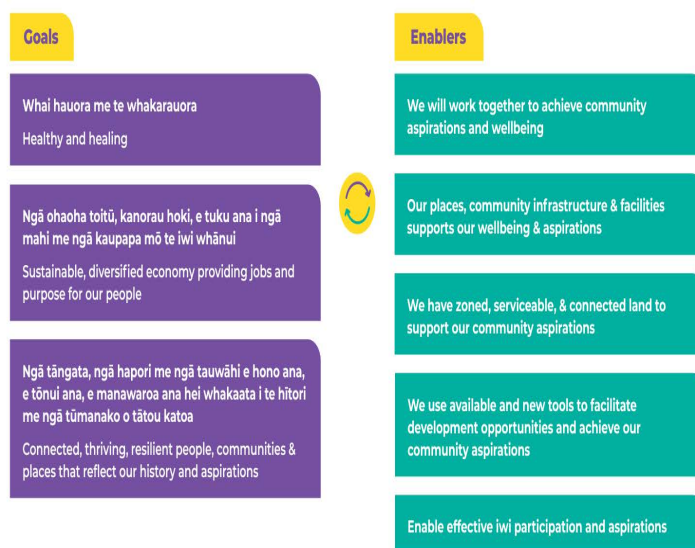 Goals
Whai hauora me te whakarauora
Healthy and healing
Ngā ohaoha toitū, kanorau hoki, e tuku ana i ngā
mahi me ngā kaupapa mō te iwi whānui
Sustainable, diversified economy providing jobs and
purpose for our people
Ngā tāngata, ngā hapori me ngā tauwāhi e hono ana,
e tōnui ana, e manawaroa ana hei whakaata i te hītori
me ngā tūmanako o tātou katoa
Connected, thriving, resilient people, communities &
places that reflect our history and aspirations
Enablers
We will work together to achieve community
aspirations and wellbeing
Our places, community infrastructure & facilities
supports our wellbeing & aspirations
We have zoned, serviceable, & connected land to
support our community aspirations
We use available and new tools to facilitate
development opportunities and achieve our
community aspirations
Enable effective iwi participation and aspirations